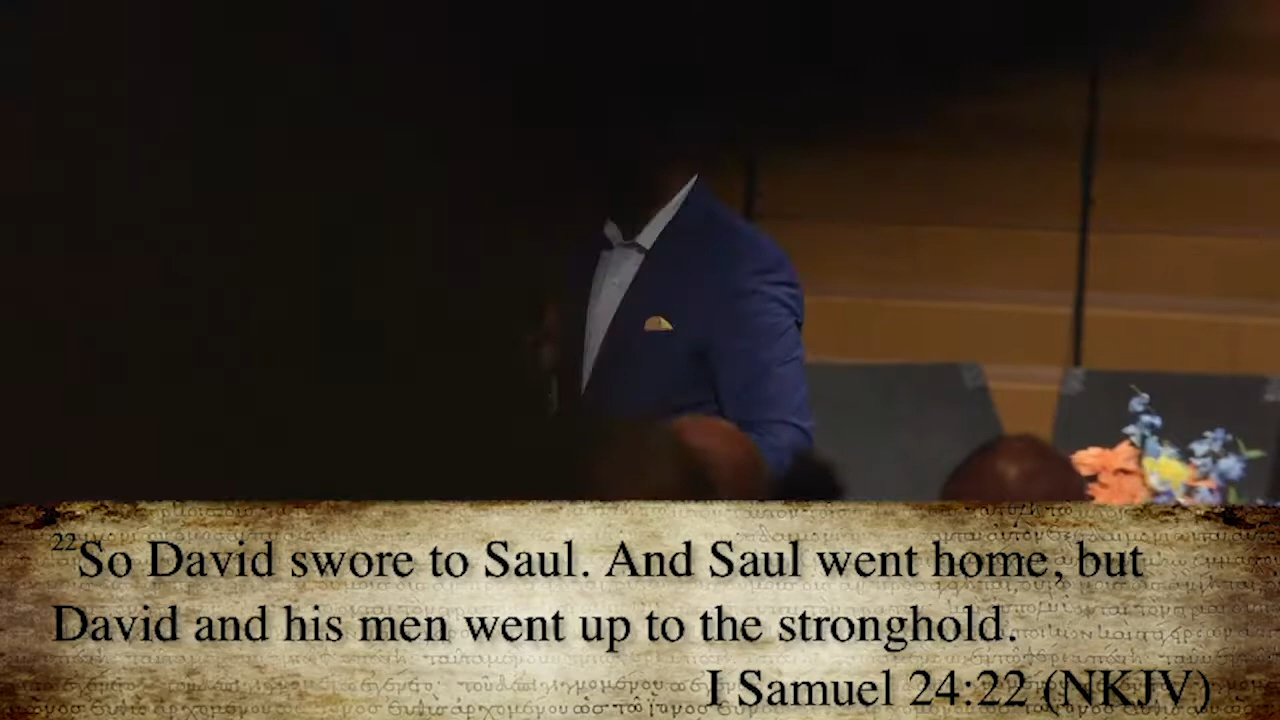 22So David swore to Saul. And Saul went home, but
David and his men went up to the stronghold.
I Samuel 24:22 (NKJV)